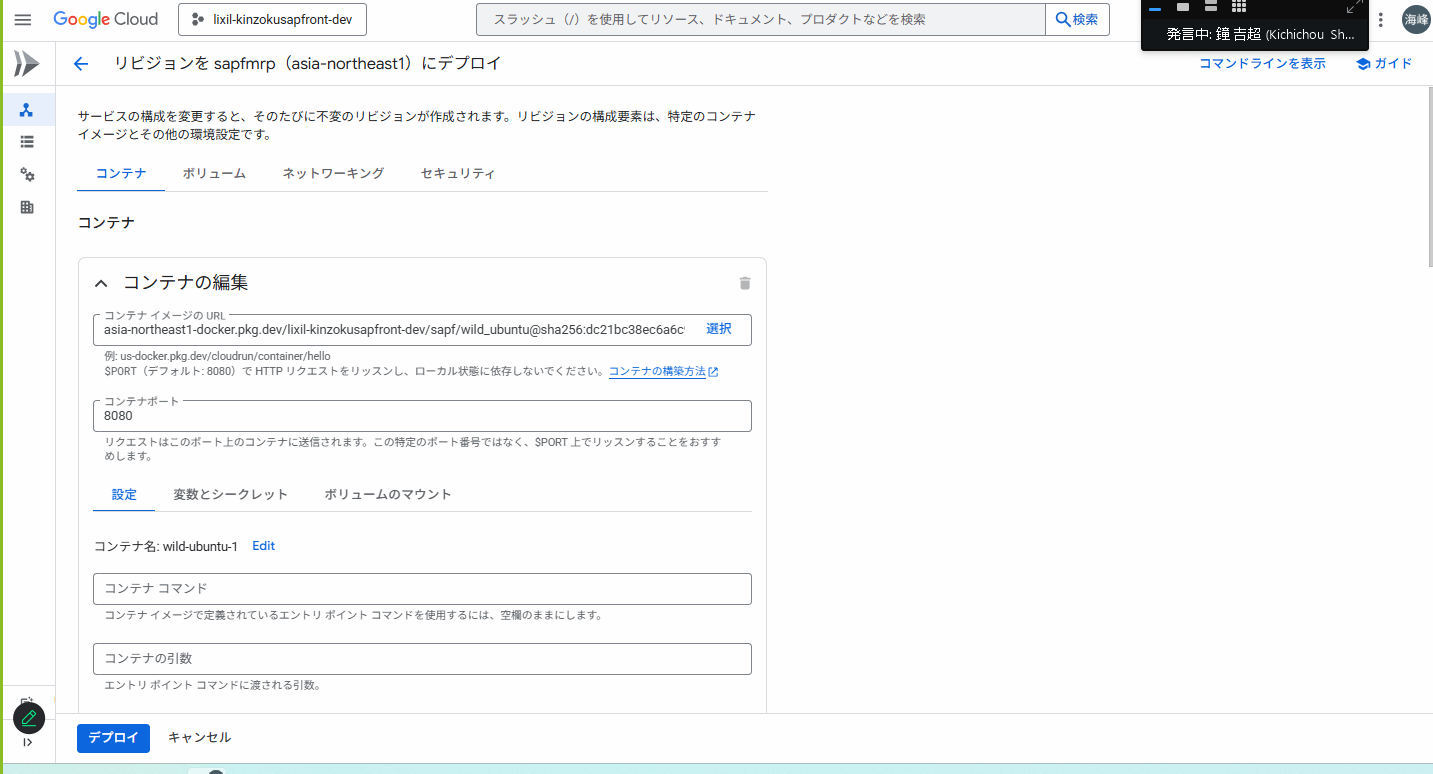 Google Cloud
lixil-kinzokusapfront-dev
スラッシュ（/）を使用してリソース、ドキュメント、プロダクトなどを検索
検索
発言中: 鐘 吉超 (Kichichou Sh...
海峰
リビジョンを sapfmrp（asia-northeast1）にデプロイ
コマンドラインを表示
ガイド
サービスの構成を変更すると、そのたびに不変のリビジョンが作成されます。リビジョンの構成要素は、特定のコンテナ
イメージとその他の環境設定です。
コンテナ
ボリューム
ネットワーキング
セキュリティ
コンテナ
コンテナの編集
コンテナ イメージの URL
asia-northeast1-docker.pkg.dev/lixil-kinzokusapfront-dev/sapf/wild_ubuntu@sha256:dc21bc38ec6a6c
選択
例: us-docker.pkg.dev/cloudrun/container/hello
$PORT（デフォルト: 8080）で HTTP リクエストをリッスンし、ローカル状態に依存しないでください。コンテナの構築方法
コンテナポート
8080
リクエストはこのポート上のコンテナに送信されます。この特定のポート番号ではなく、$PORT 上でリッスンすることをおすす
めします。
設定
変数とシークレット
ボリュームのマウント
コンテナ名: wild-ubuntu-1
Edit
コンテナ コマンド
コンテナ イメージで定義されているエントリ ポイント コマンドを使用するには、空欄のままにします。
コンテナの引数
エントリ ポイント コマンドに渡される引数。
デプロイ
キャンセル